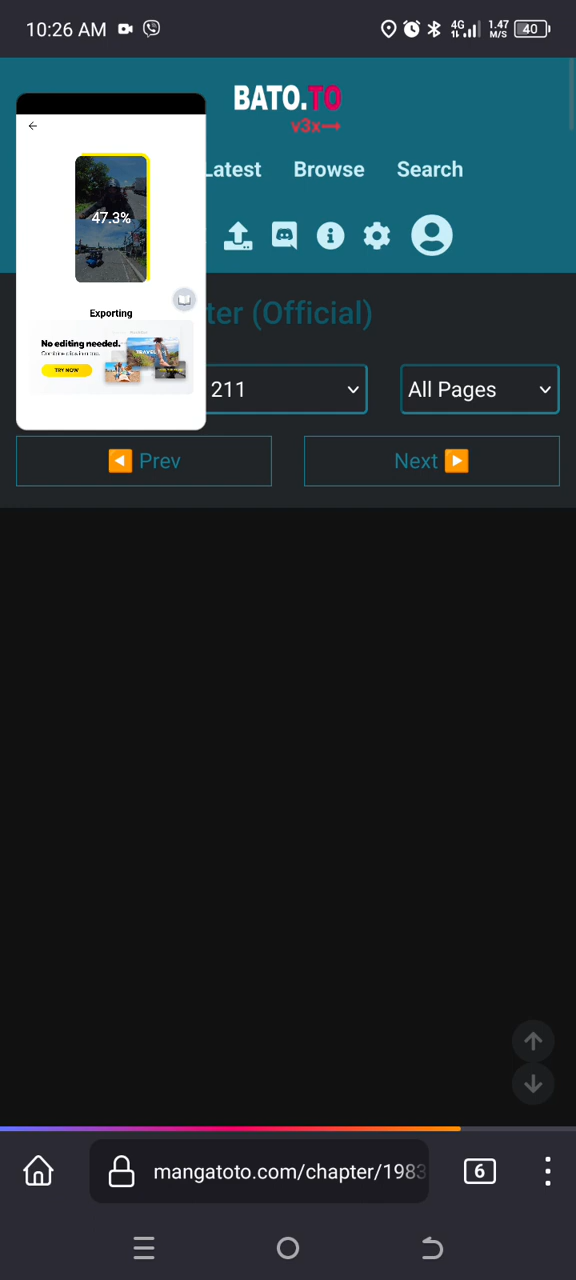 10:26 AM
4G
1.47
M/S
40
BATO.TO
v3x→
Latest Browse Search
47.3%
Exporting
No editing needed.
TRY NOW
ter (Official)
211
All Pages
Prev
Next
mangatoto.com/chapter/1983
6